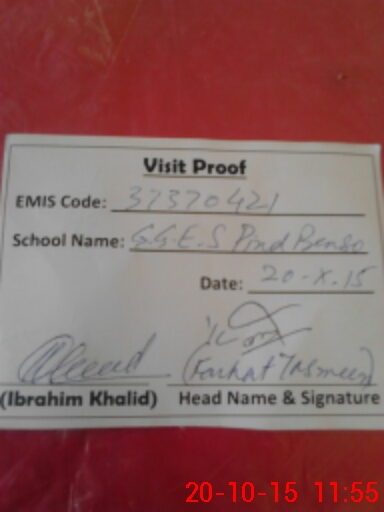 Visit Proof
EMIS Code: 37370421
School Name: G.G.E.S Pind Benso
Date: 20-X-15
(Farhat Tasmeen)
(Ibrahim Khalid) Head Name & Signature
20-10-15 11:55